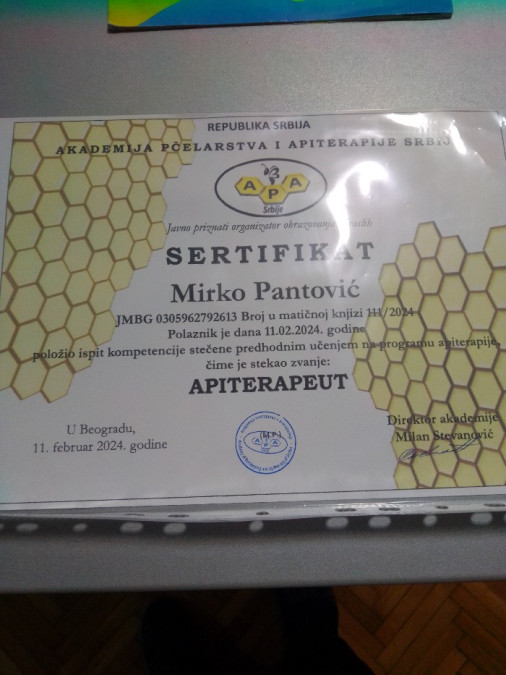 REPUBLIKA SRBIJA
AKADEMIJA PČELARSTVA I APITERAPIJE SRBIJ
APA
Srbije
Javno priznati organizator obrazovanja
SERTIFIKAT
Mirko Pantović
JMBG 0305962792613 Broj u matičnoj knjizi 111/2024
Polaznik je dana 11.02.2024. godine
položio ispit kompetencije stečene predhodnim učenjem na programu apiterapije,
čime je stekao zvanje:
APITERAPEUT
U Beogradu,
11. februar 2024. godine
(M.P.)
Direktor akademije
Milan Stevanović